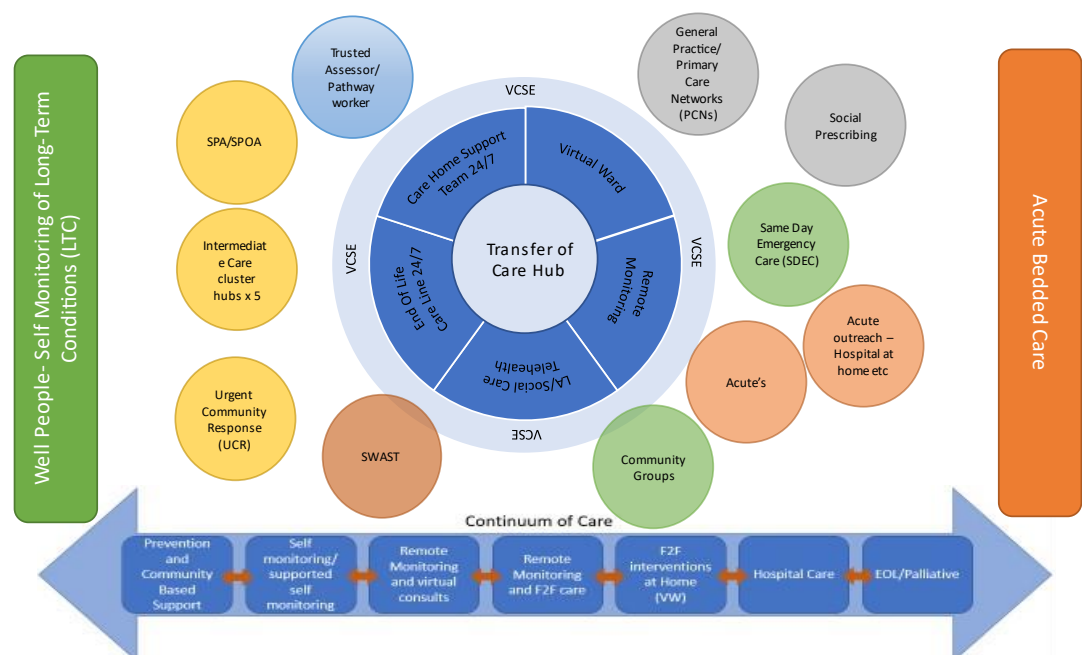 Well People- Self Monitoring of Long-Term
Conditions (LTC)
Trusted
Assessor/
Pathway
worker
SPA/SPOA
Intermediat
e Care
cluster
hubs x 5
Urgent
Community
Response
(UCR)
SWAST
VCSE
VCSE
VCSE
VCSE
Care Home Support
Team 24/7
Virtual Ward
Remote
Monitoring
LA/Social Care
Telehealth
End Of Life
Care Line 24/7
Transfer of
Care Hub
General
Practice/
Primary
Care
Networks
(PCNs)
Social
Prescribing
Same Day
Emergency
Care (SDEC)
Acute
outreach –
Hospital at
home etc
Acute's
Community
Groups
Acute Bedded Care
Continuum of Care
Prevention
and
Community
Based
Support
Self
monitoring/
supported
self
monitoring
Remote
Monitoring
and virtual
consults
Remote
Monitoring
and F2F care
F2F
interventions
at Home
(VW)
Hospital Care
EOL/Palliative